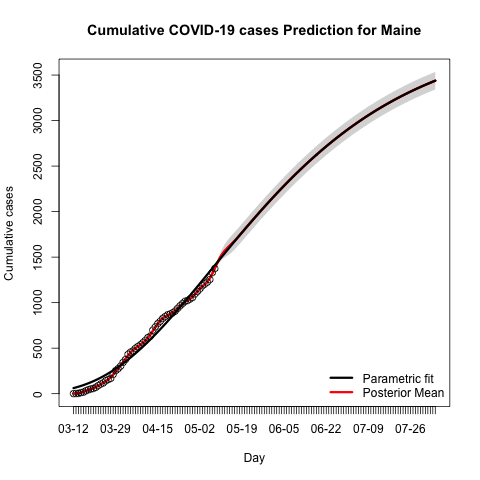 Cumulative COVID-19 cases Prediction for Maine
Cumulative cases
3500
3000
2500
2000
1500
1000
500
0
Parametric fit
Posterior Mean
03-12 03-29 04-15 05-02 05-19 06-05 06-22 07-09 07-26
Day